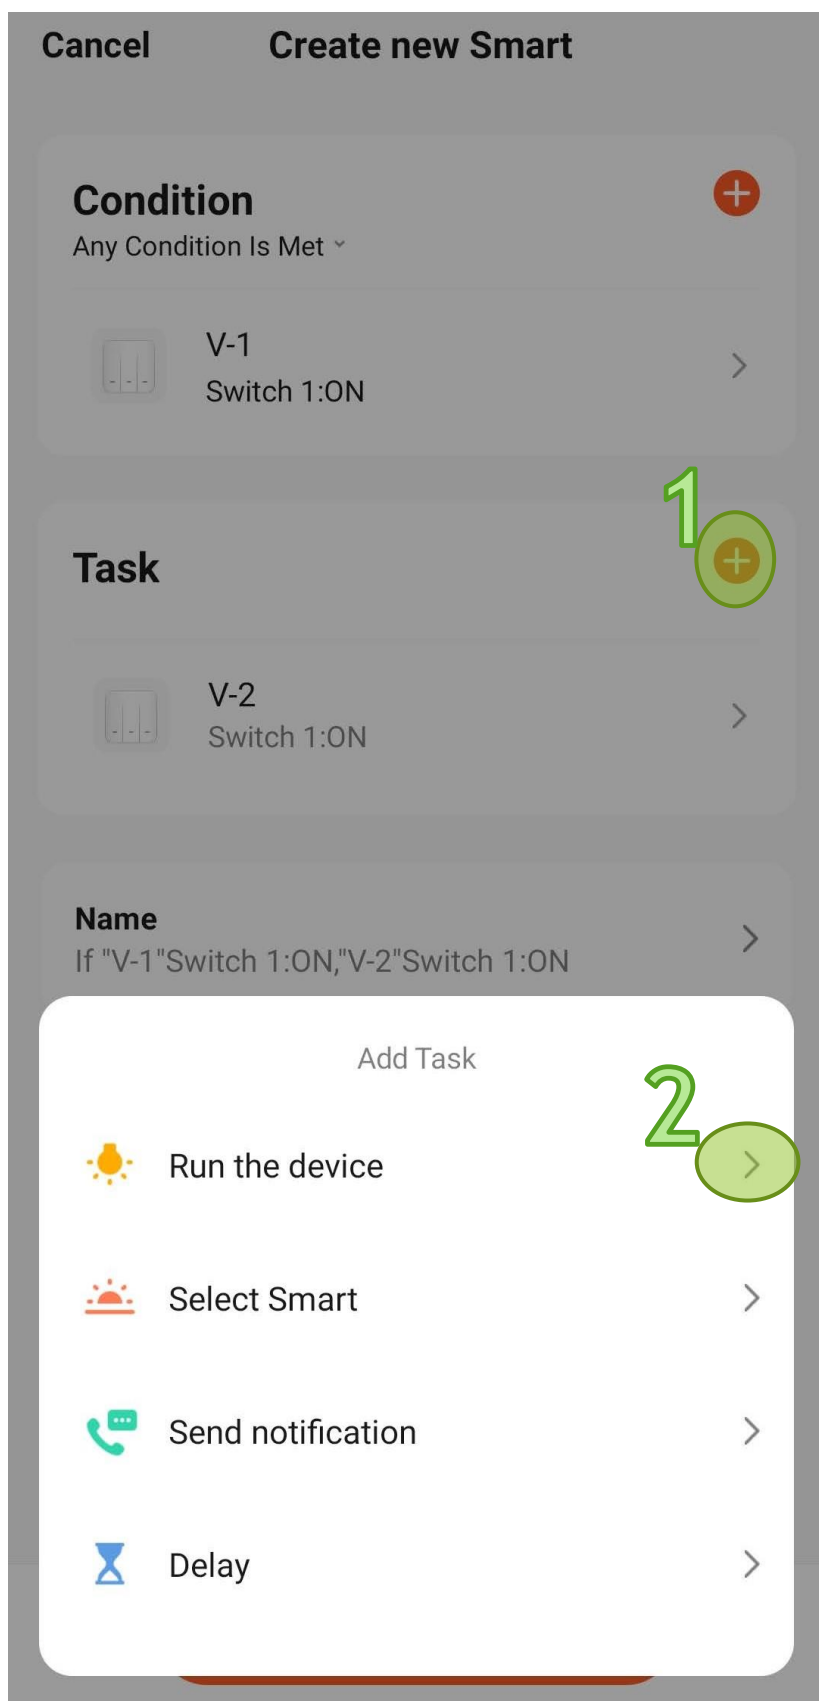 Cancel
Create new Smart
Condition
Any Condition Is Met
V-1
Switch 1:ON
1
Task
V-2
Switch 1:ON
Name
If "V-1"Switch 1:ON,"V-2"Switch 1:ON
Add Task
2
Run the device
Select Smart
Send notification
Delay